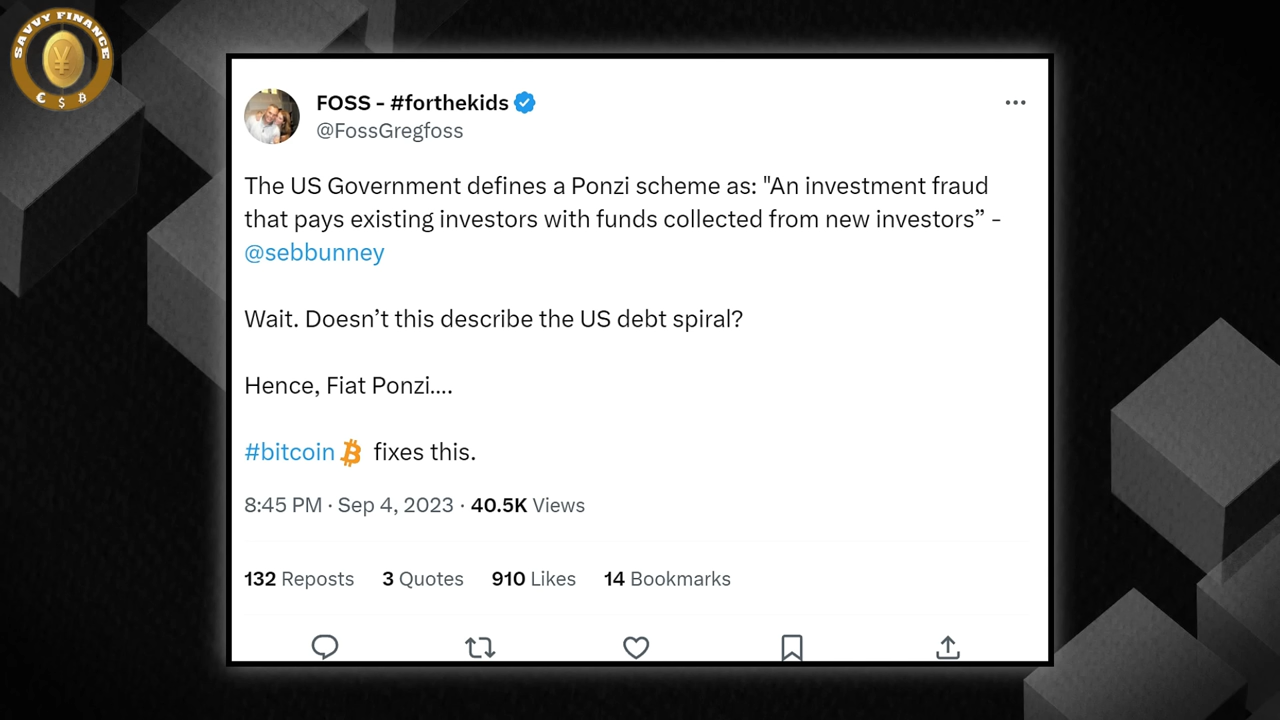 SAVVY FINANCE
¥
€ $ ₿
FOSS - #forthekids
@FossGregfoss
The US Government defines a Ponzi scheme as: "An investment fraud
that pays existing investors with funds collected from new investors” -
@sebbunney
Wait. Doesn’t this describe the US debt spiral?
Hence, Fiat Ponzi....
#bitcoin ₿ fixes this.
8:45 PM · Sep 4, 2023 · 40.5K Views
132 Reposts 3 Quotes 910 Likes 14 Bookmarks